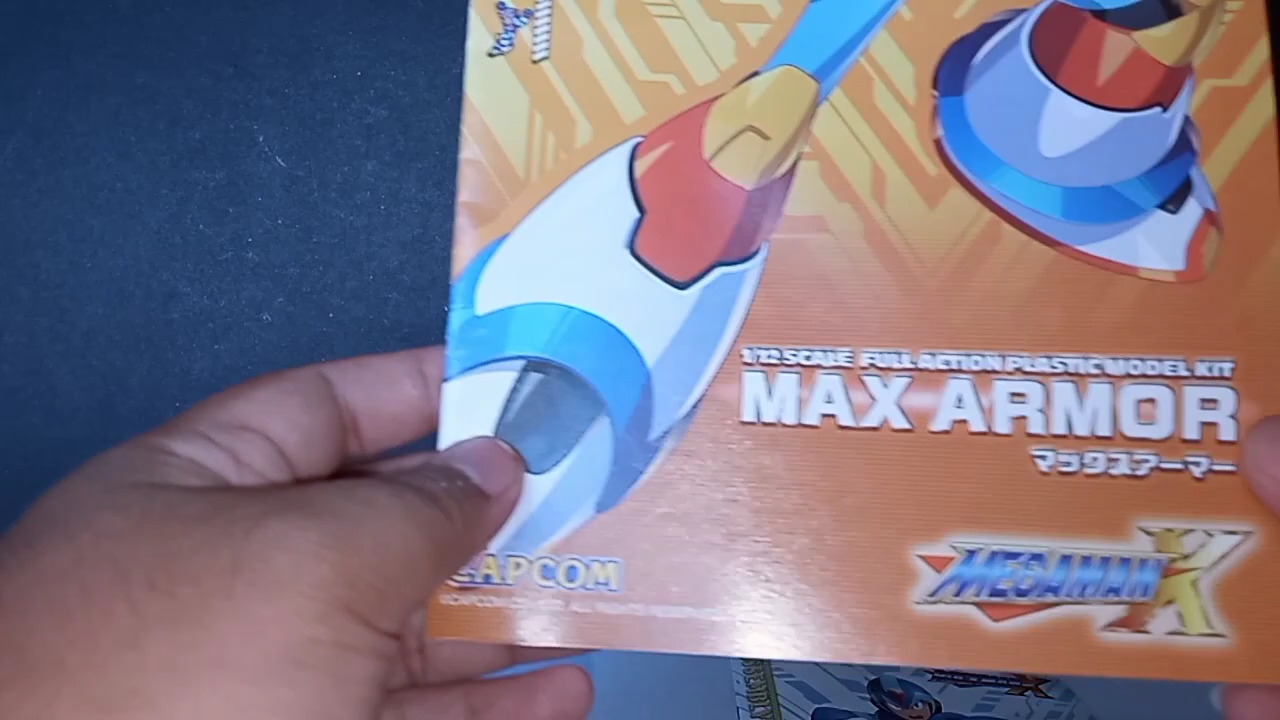 1/12 SCALE FULL ACTION PLASTIC MODEL KIT
MAX ARMOR
マックスアーマー
MEGAMAN X
CAPCOM